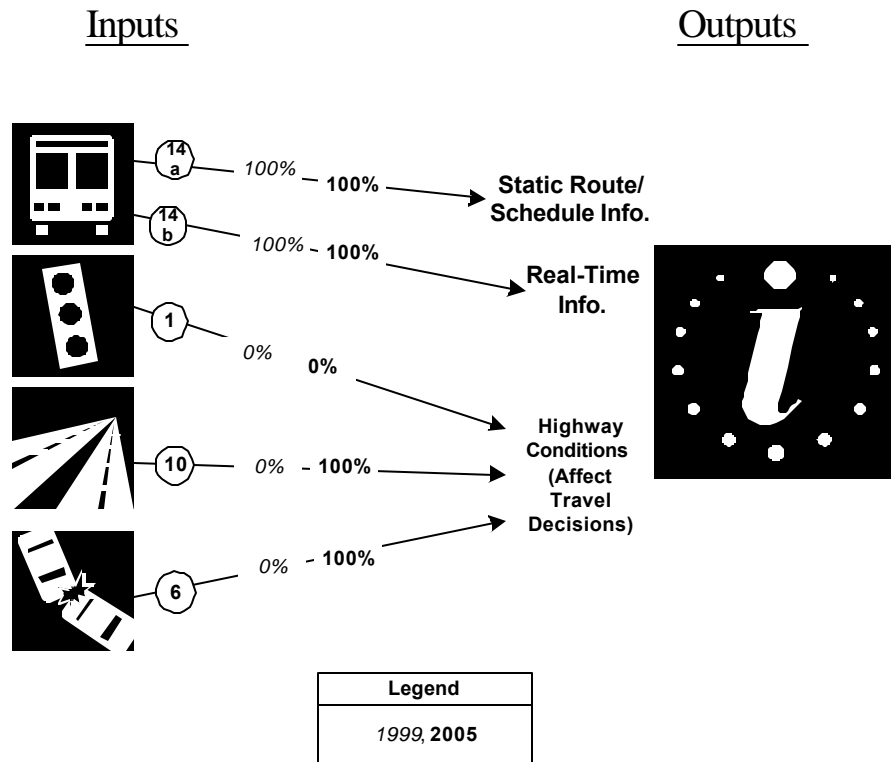 Inputs
Outputs
14
a
100%
100%
Static Route/
Schedule Info.
14
b
100%
100%
Real-Time
Info.
1
0%
0%
Highway
Conditions
(Affect
Travel
Decisions)
10
0%
100%
6
0%
100%
i
Legend
1999, 2005